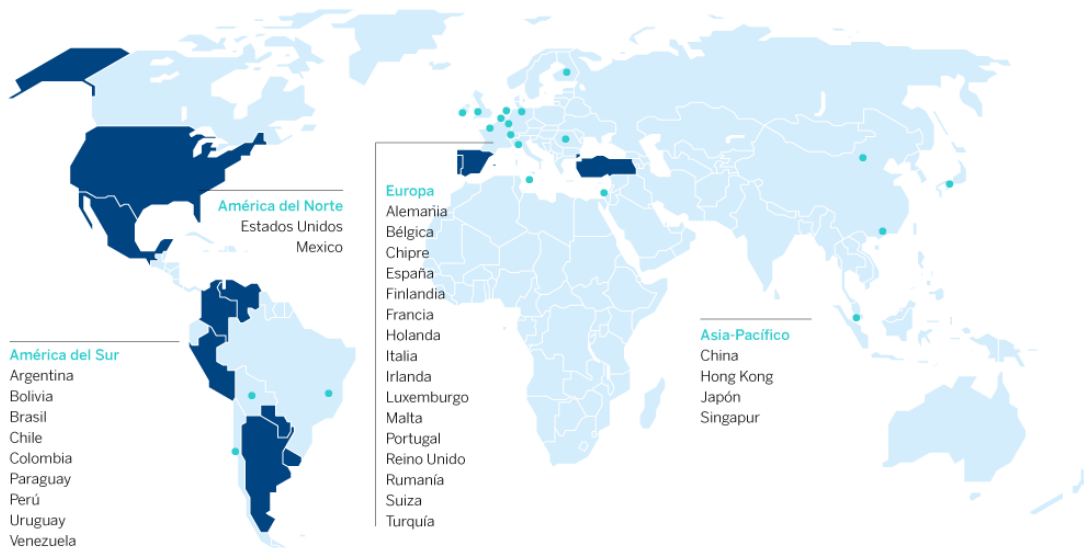 América del Norte
Estados Unidos
Mexico
América del Sur
Argentina
Bolivia
Brasil
Chile
Colombia
Paraguay
Perú
Uruguay
Venezuela
Europa
Alemañia
Bélgica
Chipre
España
Finlandia
Francia
Holanda
Italia
Irlanda
Luxemburgo
Malta
Portugal
Reino Unido
Rumanía
Suiza
Turquía
Asia-Pacífico
China
Hong Kong
Japón
Singapur